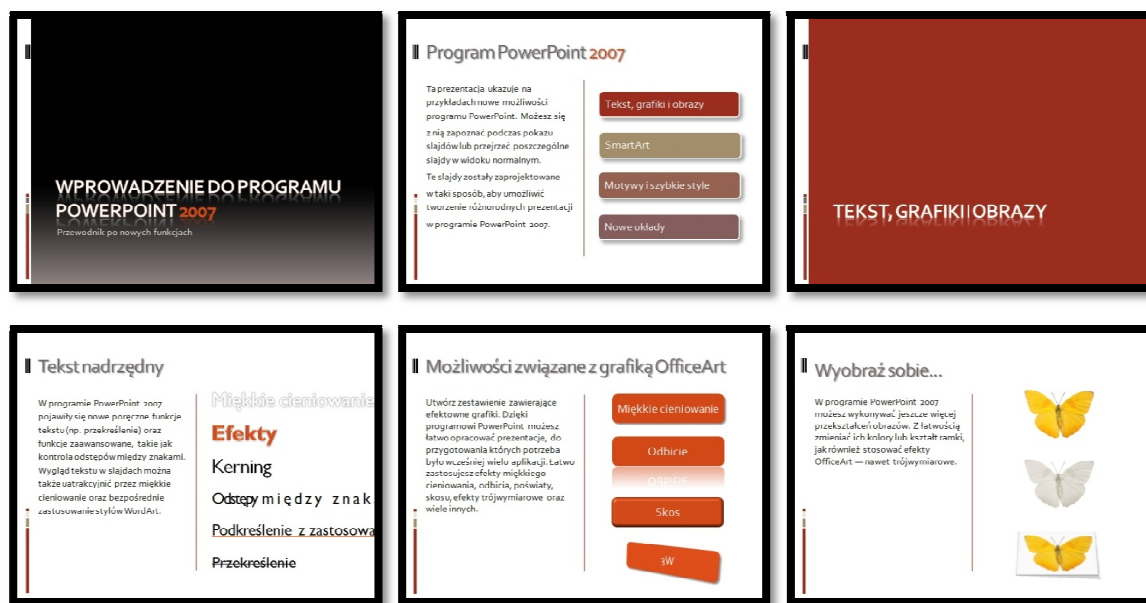 WPROWADZENIE DO PROGRAMU
POWERPOINT 2007
Przewodnik po nowych funkcjach
Program PowerPoint 2007
Ta prezentacja ukazuje na
przykładach nowe możliwości
programu PowerPoint. Możesz się
z nią zapoznać podczas pokazu
slajdów lub przejrzeć poszczególne
slajdy w widoku normalnym.
Te slajdy zostały zaprojektowane
w taki sposób, aby umożliwić
tworzenie różnorodnych prezentacji
w programie PowerPoint 2007.
Tekst, grafiki i obrazy
SmartArt
Motywy i szybkie style
Nowe układy
TEKST, GRAFIKI I OBRAZY
Tekst nadrzędny
W programie PowerPoint 2007
pojawiły się nowe poręczne funkcje
tekstu (np. przekreślenie) oraz
funkcje zaawansowane, takie jak
kontrola odstępów między znakami.
Wygląd tekstu w slajdach można
także uatrakcyjnić przez miękkie
cieniowanie oraz bezpośrednie
zastosowanie stylów WordArt.
Miękkie cieniowanie
Efekty
Kerning
Odstępy między znak
Podkreślenie z zastosowa
Przekreślenie
Możliwości związane z grafiką OfficeArt
Utwórz zestawienie zawierające
efektowne grafiki. Dzięki
programowi PowerPoint możesz
łatwo opracować prezentacje, do
przygotowania których potrzeba
było wcześniej wielu aplikacji. Łatwo
zastosujesz efekty miękkiego
cieniowania, odbicia, poświaty,
skosu, efekty trójwymiarowe oraz
wiele innych.
Miękkie cieniowanie
Odbicie
Skos
3W
Wyobraź sobie...
W programie PowerPoint 2007
możesz wykonywać jeszcze więcej
przekształceń obrazów. Z łatwością
zmieniać ich kolory lub kształt ramki,
jak również stosować efekty
OfficeArt — nawet trójwymiarowe.